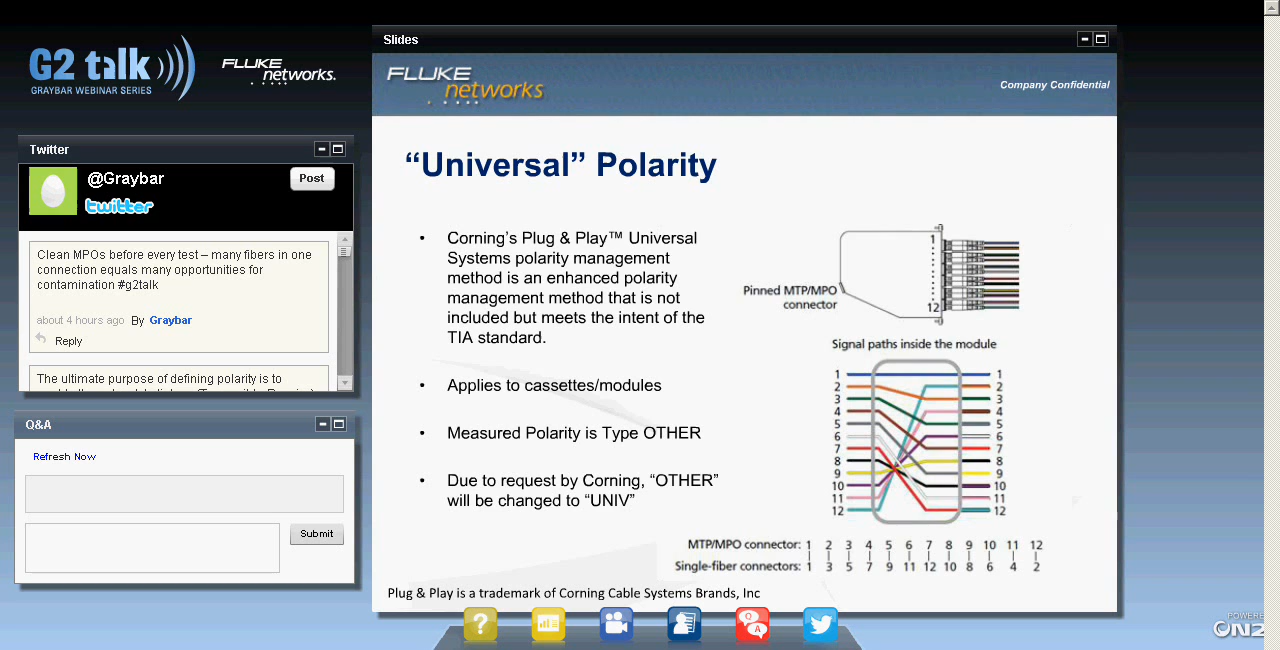 G2 talk
GRAYBAR WEBINAR SERIES
FLUKE
networks.
Twitter
@Graybar
Post
twitter
Clean MPOs before every test – many fibers in one
connection equals many opportunities for
contamination #g2talk
about 4 hours ago By Graybar
Reply
The ultimate purpose of defining polarity is to
Q&A
Refresh Now
Submit
Slides
FLUKE
networks
Company Confidential
“Universal” Polarity
• Corning’s Plug & Play™ Universal
Systems polarity management
method is an enhanced polarity
management method that is not
included but meets the intent of the
TIA standard.
• Applies to cassettes/modules
• Measured Polarity is Type OTHER
• Due to request by Corning, “OTHER”
will be changed to “UNIV”
1
Pinned MTP/MPO
connector
12
Signal paths inside the module
1 1
2 2
3 3
4 4
5 5
6 6
7 7
8 8
9 9
10 10
11 11
12 12
MTP/MPO connector: 1 2 3 4 5 6 7 8 9 10 11 12
Single-fiber connectors: 1 3 5 7 9 11 12 10 8 6 4 2
Plug & Play is a trademark of Corning Cable Systems Brands, Inc
?
Q
A